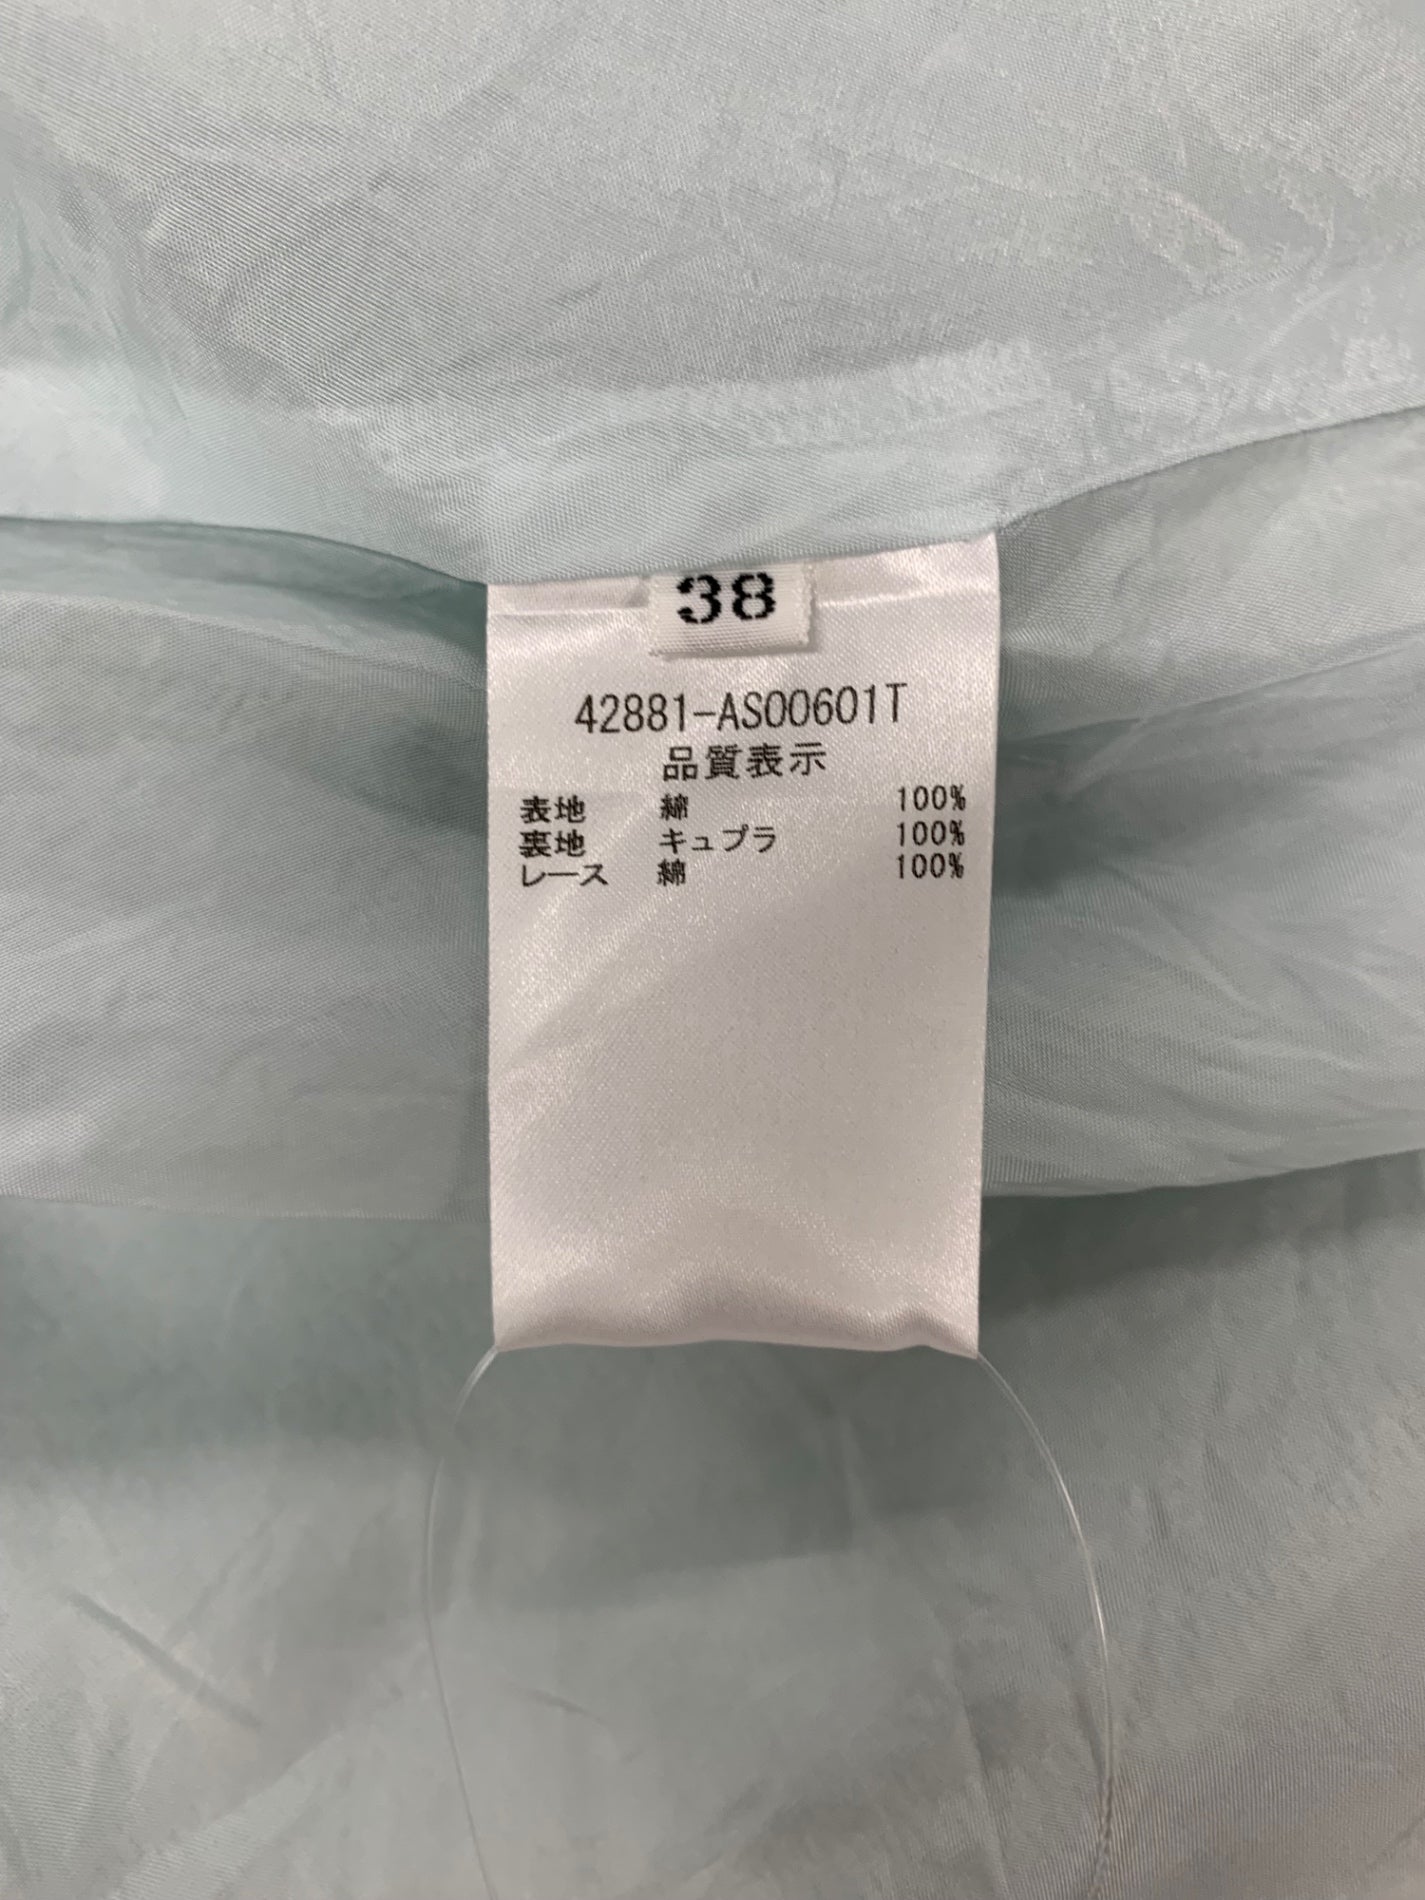 38
42881-AS00601T
品質表示
表地 綿 100%
裏地 キュプラ 100%
レース 綿 100%